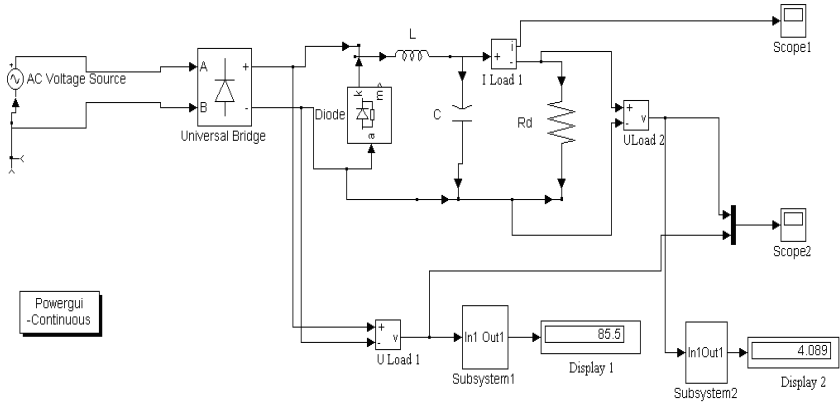 L
Scope1
+
i
-
I Load 1
AC Voltage Source
A
+
B
-
Universal Bridge
Diode
k
m
a
C
Rd
+
-
v
ULoad 2
Scope2
Powergui
-Continuous
+
-
v
U Load 1
In1 Out1
Subsystem1
85.5
Display 1
In1Out1
Subsystem2
4.089
Display 2